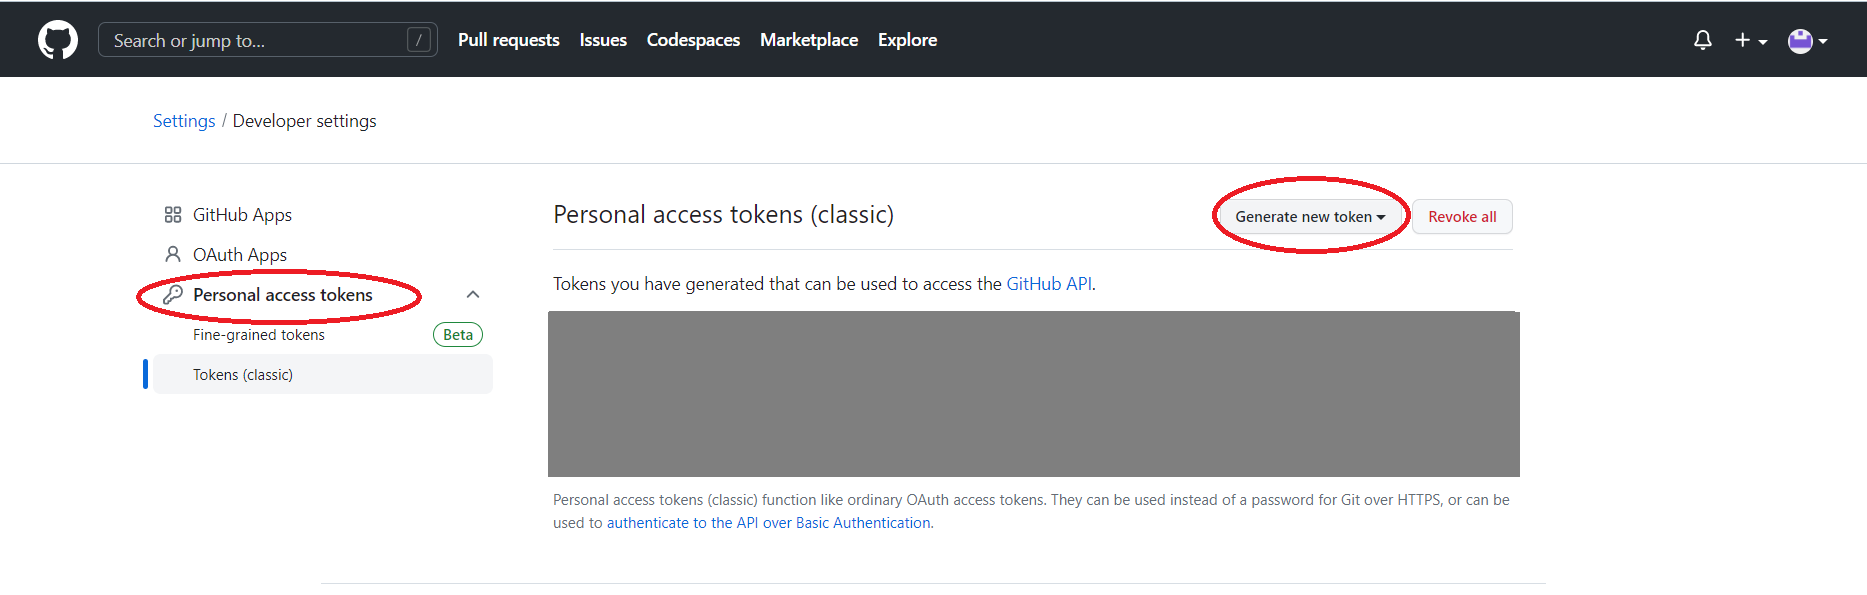 Search or jump to... /
Pull requests Issues Codespaces Marketplace Explore
Settings / Developer settings
GitHub Apps
OAuth Apps
Personal access tokens
Fine-grained tokens Beta
Tokens (classic)
Personal access tokens (classic)
Generate new token Revoke all
Tokens you have generated that can be used to access the GitHub API.
Personal access tokens (classic) function like ordinary OAuth access tokens. They can be used instead of a password for Git over HTTPS, or can be
used to authenticate to the API over Basic Authentication.